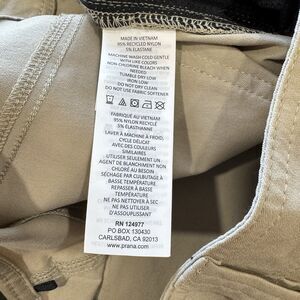 MADE IN VIETNAM
95% RECYCLED NYLON
5% ELASTANE
MACHINE WASH COLD GENTLE
WITH LIKE COLORS
NON-CHLORINE BLEACH WHEN
NEEDED
TUMBLE DRY LOW
IRON LOW
DO NOT DRY CLEAN
DO NOT USE FABRIC SOFTENER
FABRIQUÉ AU VIETNAM
95% NYLON RECYCLÉ
5% ÉLASTHANNE
LAVER À MACHINE À FROID,
CYCLE DÉLICAT
AVEC DES COULEURS
SIMILAIRES
UTILISER SEULEMENT UN
AGENT DE BLANCHIMENT NON
CHLORÉ AU BESOIN
SÉCHAGE PAR CULBUTAGE À
BASSE TEMPÉRATURE
REPASSER À BASSE
TEMPÉRATURE
NE PAS NETTOYER À SEC
NE PAS UTILISER
D'ASSOUPLISSANT
RN 124977
PO BOX 130430
CARLSBAD, CA 92013
www.prana.com